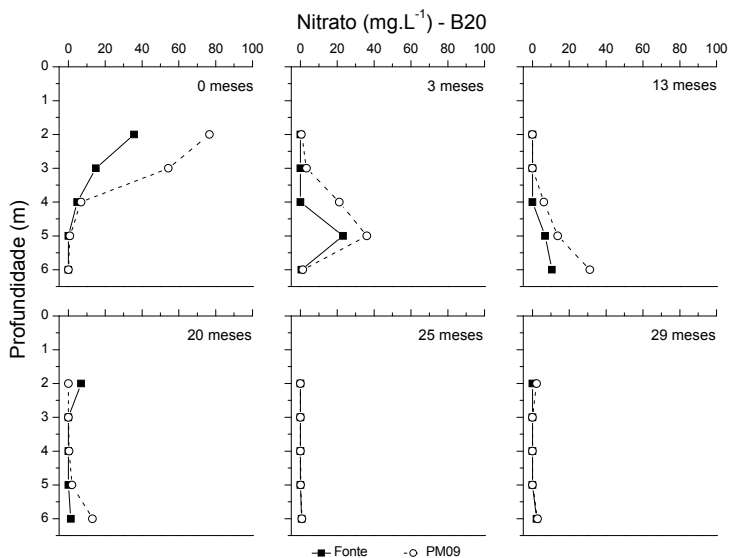 Nitrato (mg.L⁻¹) - B20
0 20 40 60 80 100 0 20 40 60 80 100 0 20 40 60 80 100
0 meses 3 meses 13 meses
0
1
2
3
4
5
6
Profundidade (m)
20 meses 25 meses 29 meses
0
1
2
3
4
5
6
Fonte PM09